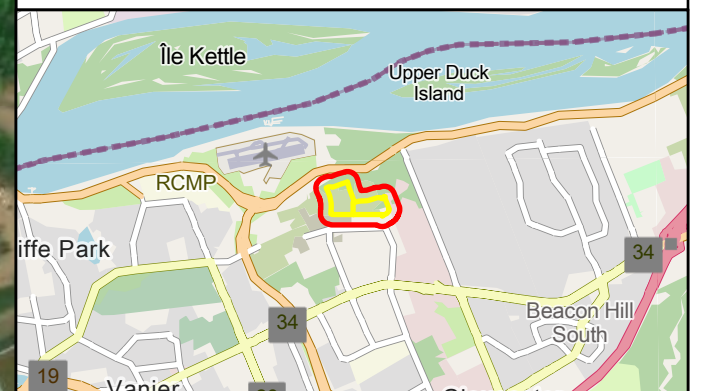 Île Kettle
Upper Duck
Island
RCMP
iffe Park
34
Beacon Hill
South
34
19
Vanier